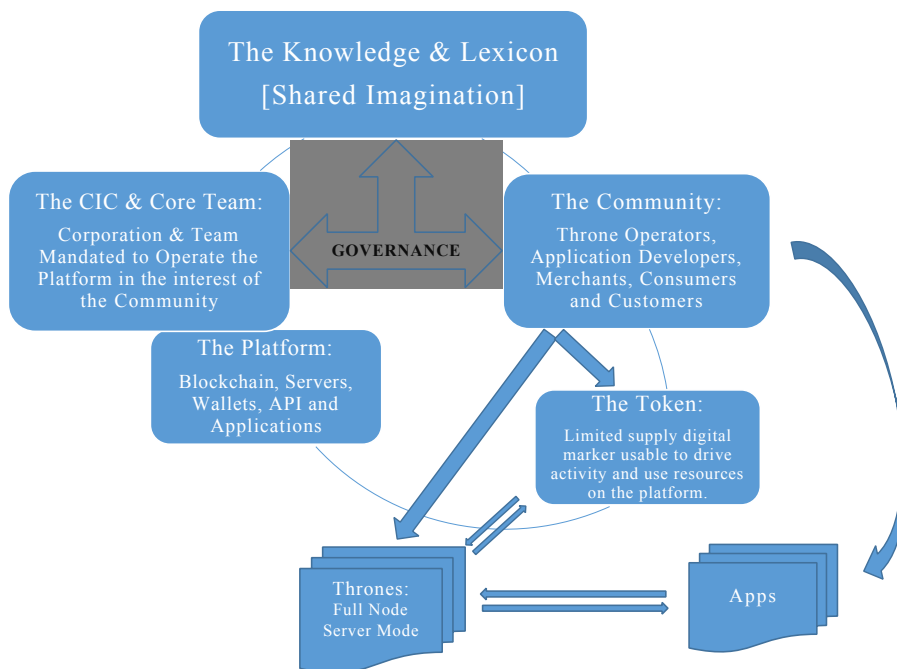 The Knowledge & Lexicon
[Shared Imagination]
The CIC & Core Team:
Corporation & Team
Mandated to Operate the
Platform in the interest of
the Community
GOVERNANCE
The Community:
Throne Operators,
Application Developers,
Merchants, Consumers
and Customers
The Platform:
Blockchain, Servers,
Wallets, API and
Applications
The Token:
Limited supply digital
marker usable to drive
activity and use resources
on the platform.
Thrones:
Full Node
Server Mode
Apps